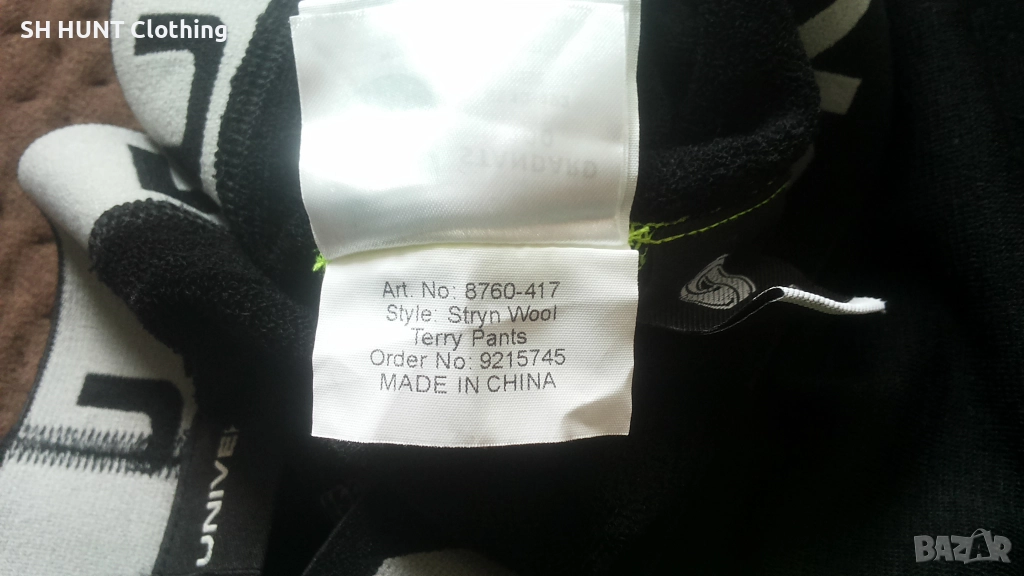 SH HUNT Clothing
STANDARD
Art. No: 8760-417
Style: Stryn Wool
Terry Pants
Order No: 9215745
MADE IN CHINA
UNIVE
BAZAR